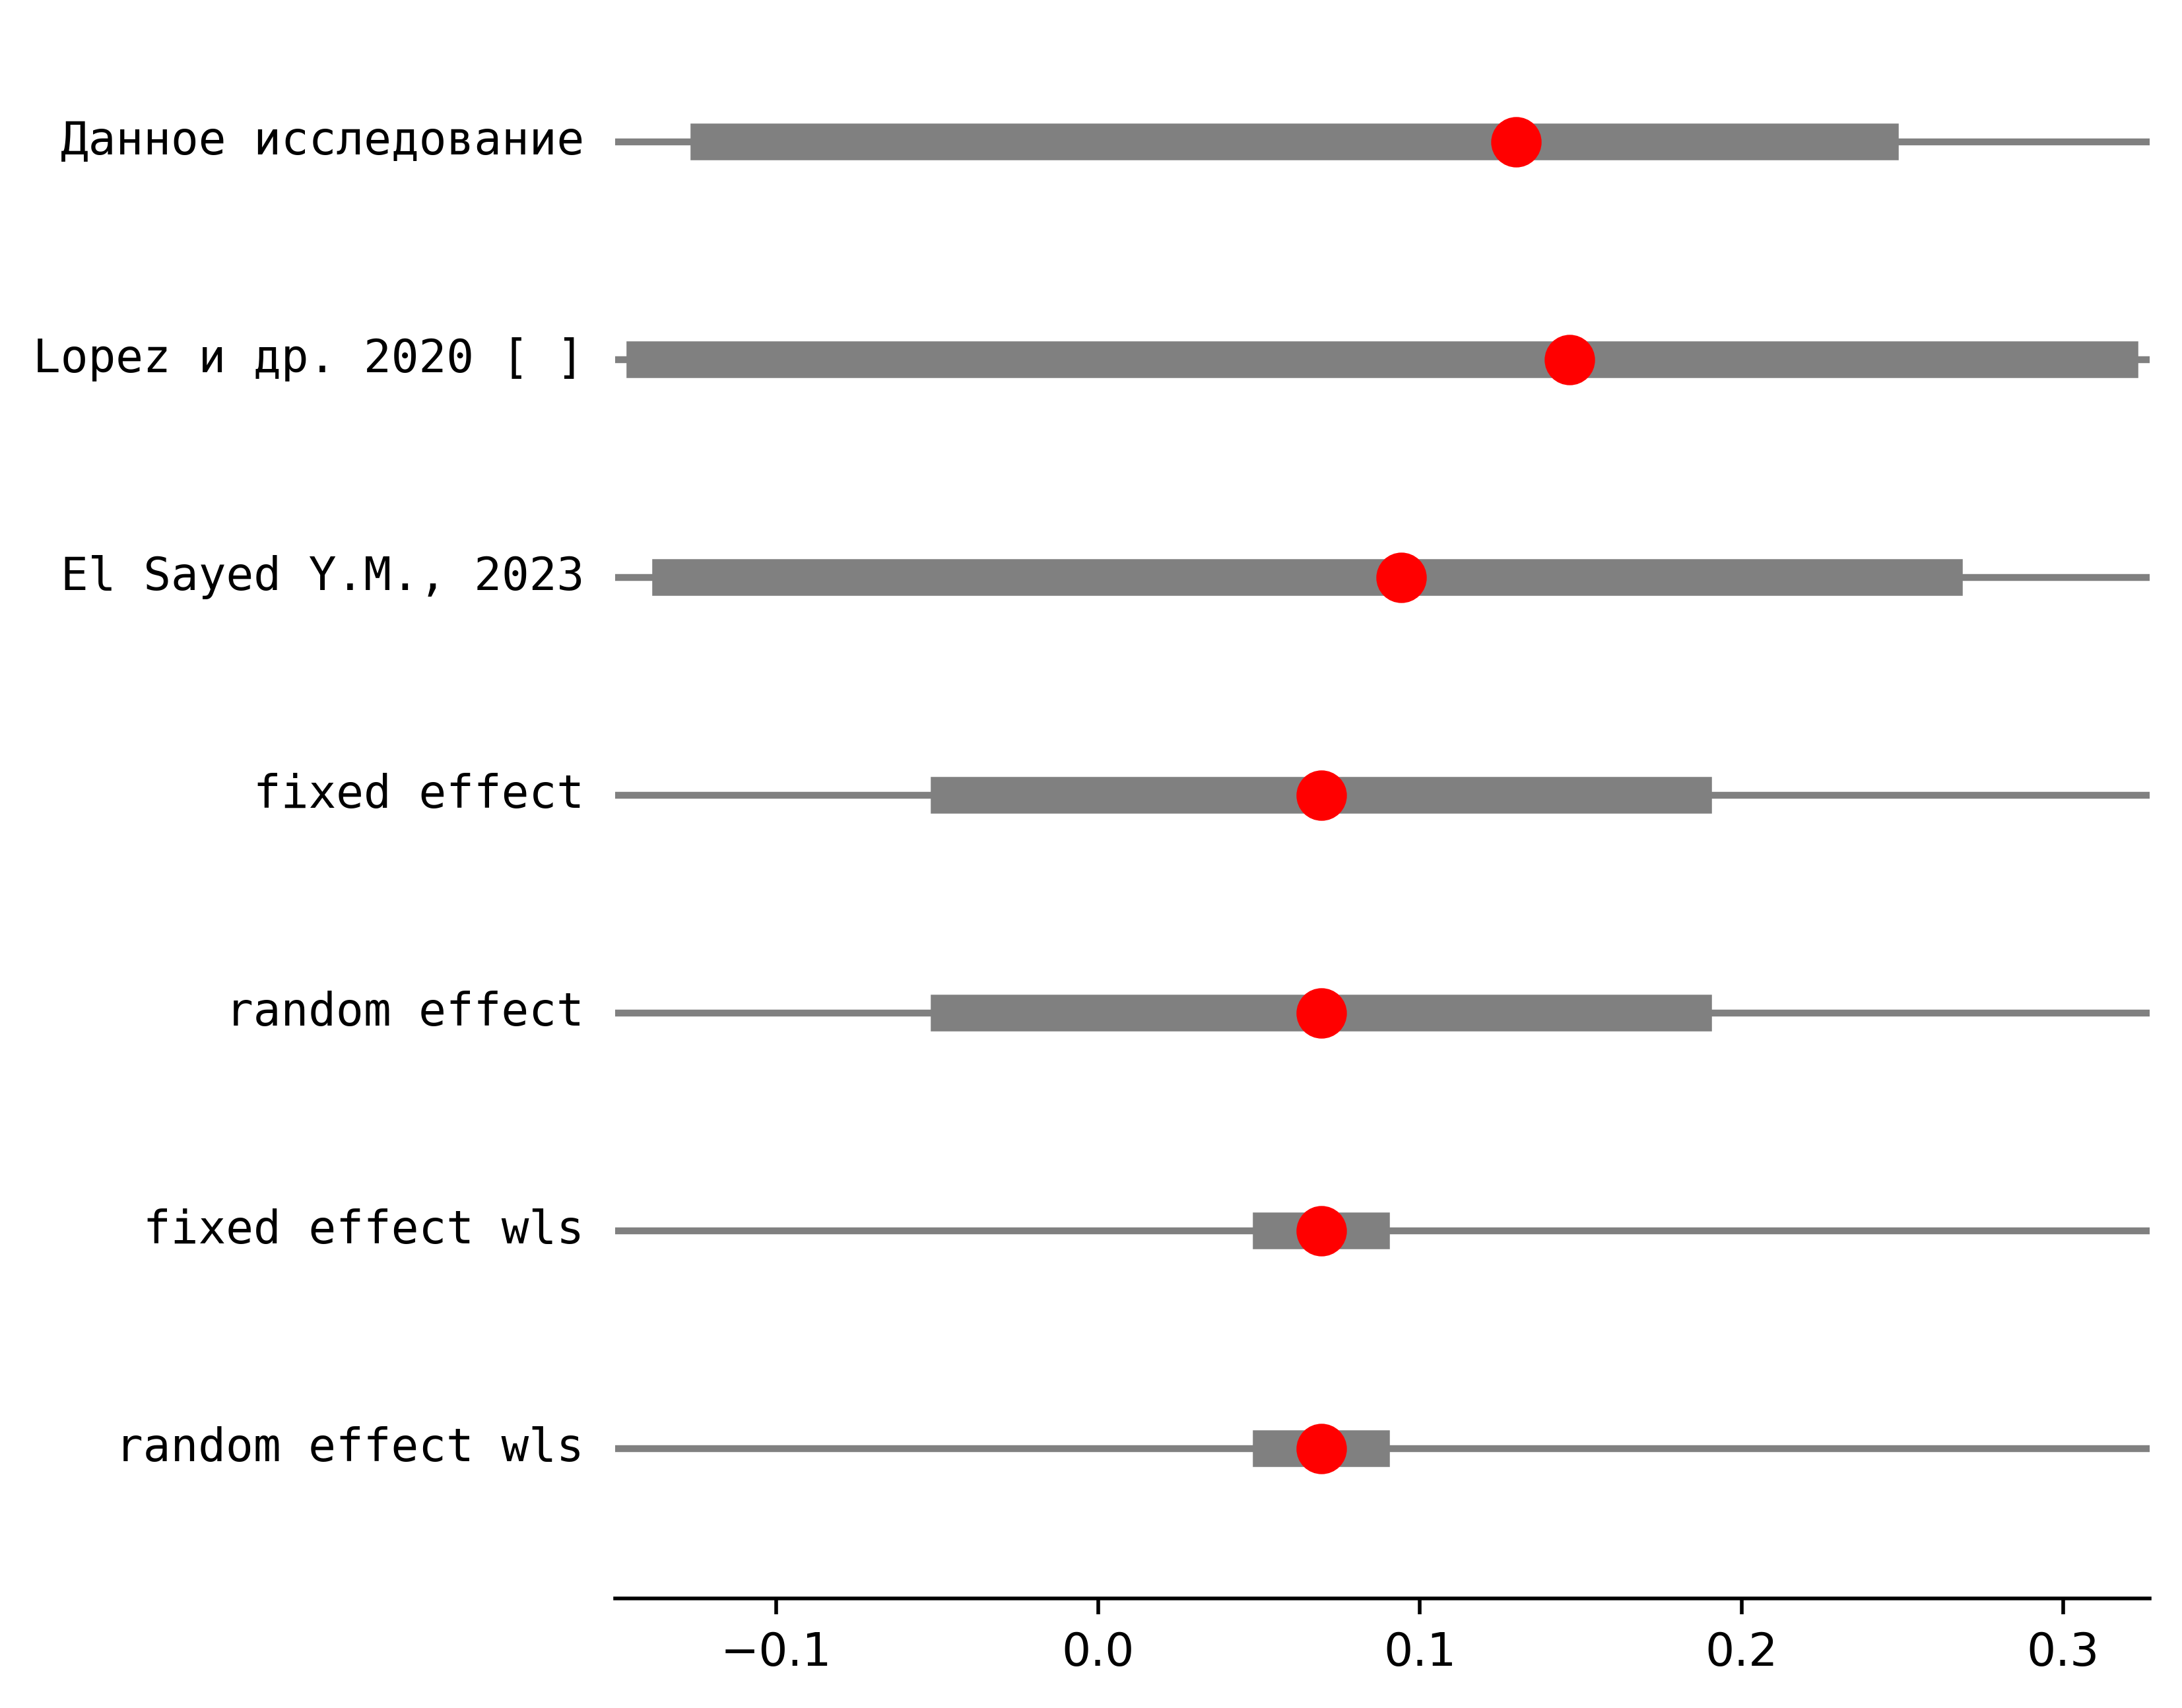 Данное исследование
Lopez и др. 2020 [ ]
El Sayed Y.M., 2023
fixed effect
random effect
fixed effect wls
random effect wls
−0.1 0.0 0.1 0.2 0.3